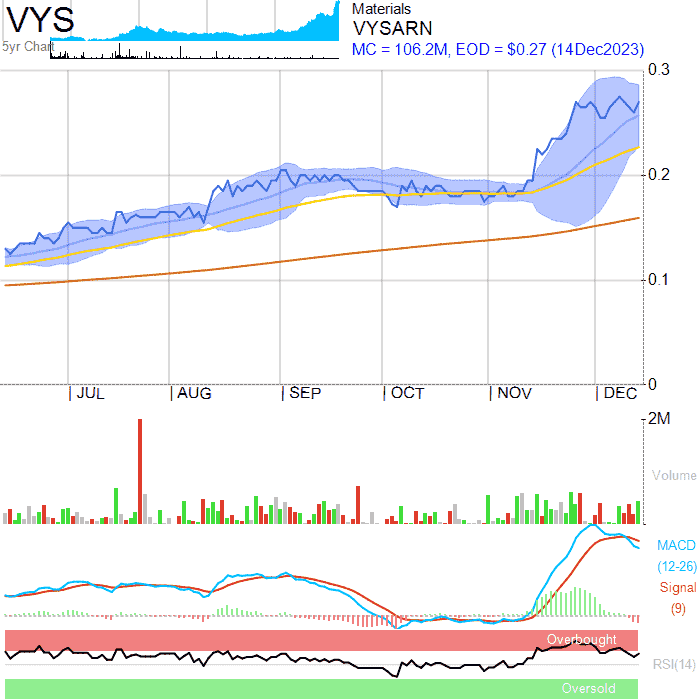 VYS
5yr Chart
Materials
VYSARN
MC = 106.2M, EOD = $0.27 (14Dec2023)
0.3
0.2
0.1
0
| JUL | AUG | SEP | OCT | NOV | DEC
2M
Volume
MACD
(12-26)
Signal
(9)
Overbought
RSI(14)
Oversold